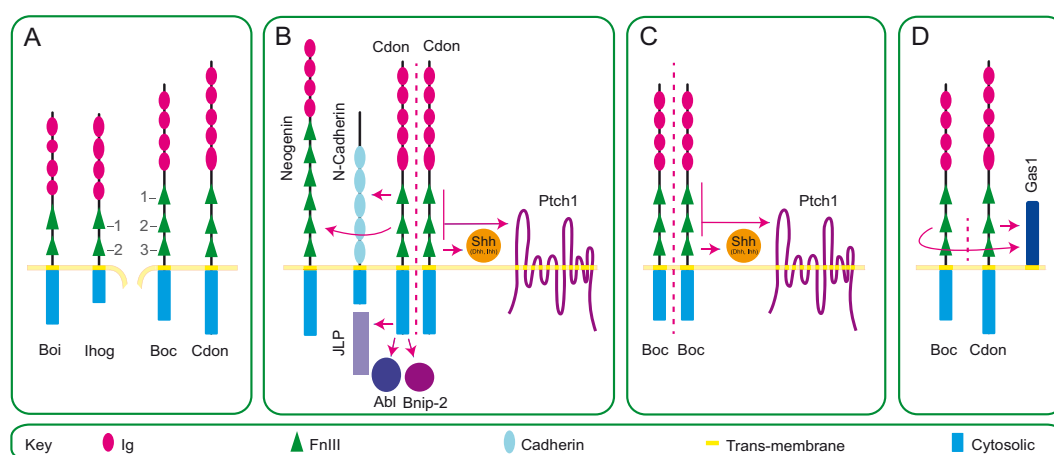 A
1
2
1
2
3
Boi
Ihog
Boc
Cdon
B
Neogenin
N-Cadherin
Cdon
Cdon
Shh
(Dhh, Ihh)
Ptch1
JLP
Abl
Bnip-2
C
Shh
(Dhh, Ihh)
Ptch1
Boc
Boc
D
Gas1
Boc
Cdon
Key
Ig
FnIII
Cadherin
Trans-membrane
Cytosolic